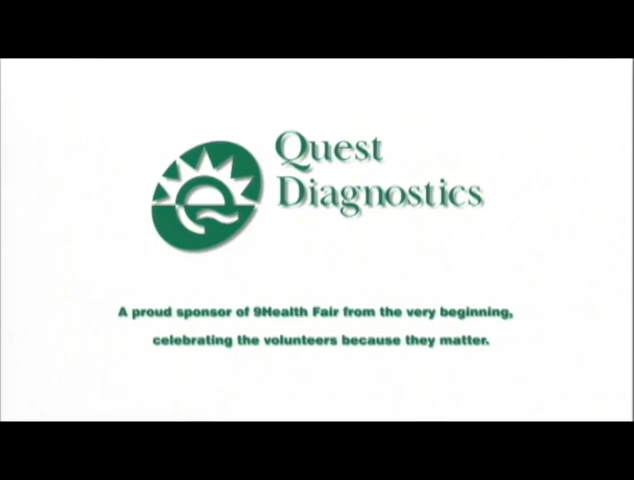 Quest
Diagnostics
A proud sponsor of 9Health Fair from the very beginning,
celebrating the volunteers because they matter.